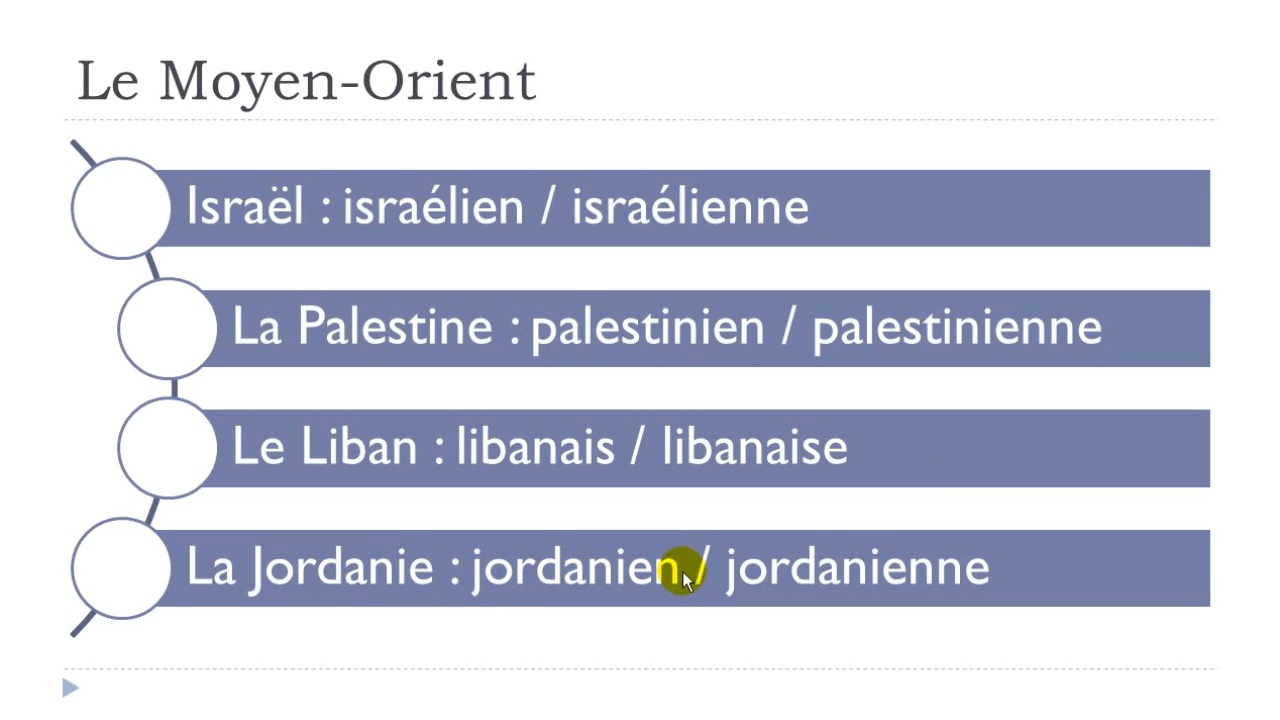 Le Moyen-Orient
Israël : israélien / israélienne
La Palestine : palestinien / palestinienne
Le Liban : libanais / libanaise
La Jordanie : jordanien / jordanienne